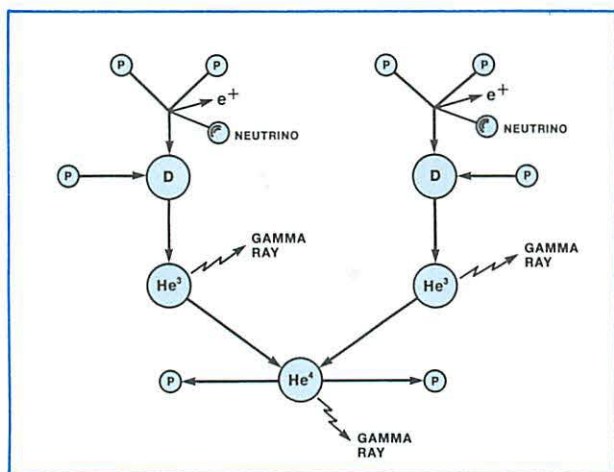 P P P P
e+ e+
NEUTRINO NEUTRINO
P D D P
GAMMA RAY
He³
GAMMA RAY
He³
P He⁴ P
GAMMA RAY